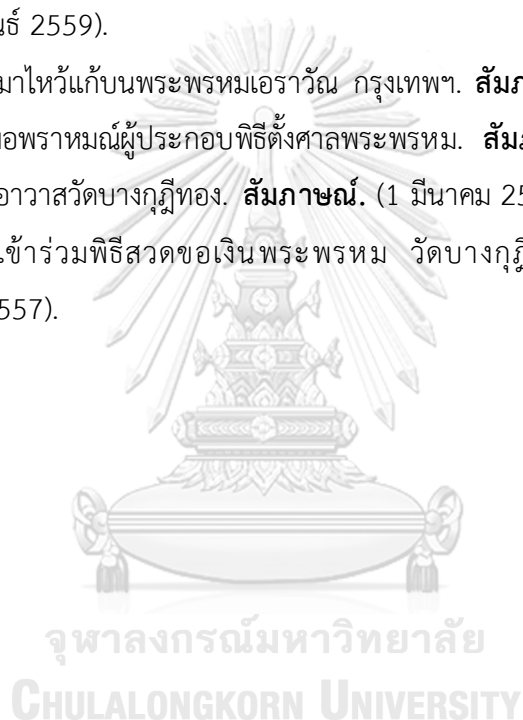 นธ์ 2559).
มาไหว้แก้บนพระพรหมเอราวัณ กรุงเทพฯ. สัมภ
อพราหมณ์ผู้ประกอบพิธีตั้งศาลพระพรหม. สัมภ
อาวาสวัดบางกุฎีทอง. สัมภาษณ์. (1 มีนาคม 25
เข้าร่วมพิธีสวดขอเงินพระพรหม วัดบางกุฎี
557).
จุฬาลงกรณ์มหาวิทยาลัย
CHULALONGKORN UNIVERSITY